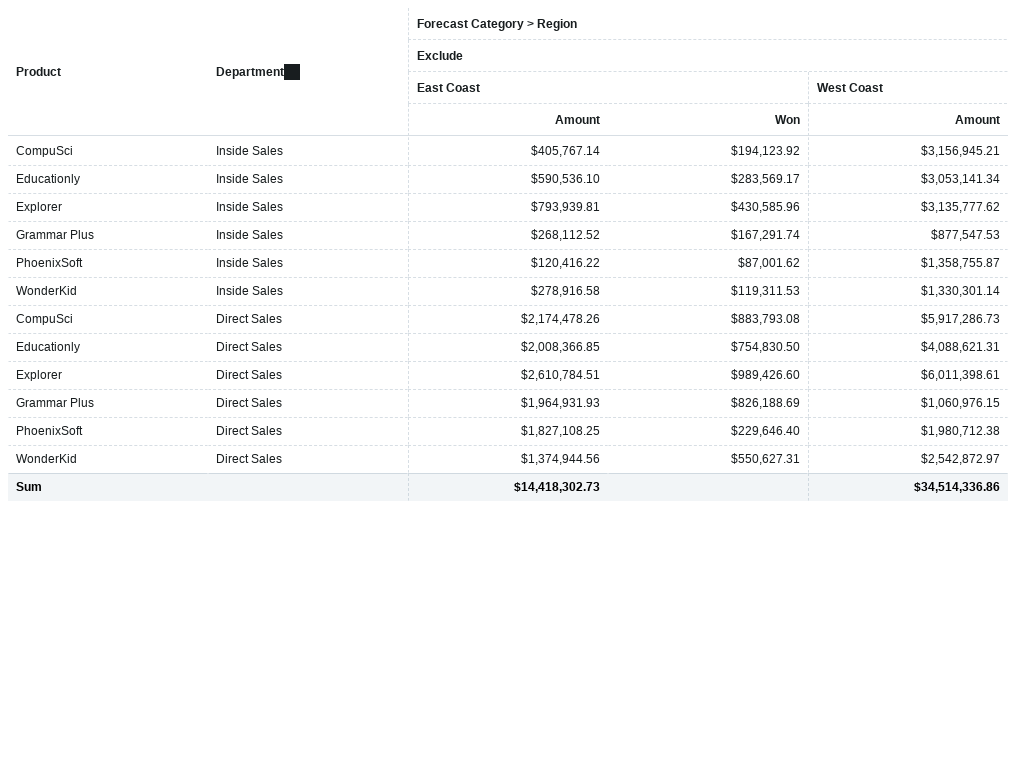 Forecast Category > Region
Exclude
Product Department East Coast West Coast
Amount Won Amount
CompuSci Inside Sales $405,767.14 $194,123.92 $3,156,945.21
Educationly Inside Sales $590,536.10 $283,569.17 $3,053,141.34
Explorer Inside Sales $793,939.81 $430,585.96 $3,135,777.62
Grammar Plus Inside Sales $268,112.52 $167,291.74 $877,547.53
PhoenixSoft Inside Sales $120,416.22 $87,001.62 $1,358,755.87
WonderKid Inside Sales $278,916.58 $119,311.53 $1,330,301.14
CompuSci Direct Sales $2,174,478.26 $883,793.08 $5,917,286.73
Educationly Direct Sales $2,008,366.85 $754,830.50 $4,088,621.31
Explorer Direct Sales $2,610,784.51 $989,426.60 $6,011,398.61
Grammar Plus Direct Sales $1,964,931.93 $826,188.69 $1,060,976.15
PhoenixSoft Direct Sales $1,827,108.25 $229,646.40 $1,980,712.38
WonderKid Direct Sales $1,374,944.56 $550,627.31 $2,542,872.97
Sum $14,418,302.73 $34,514,336.86